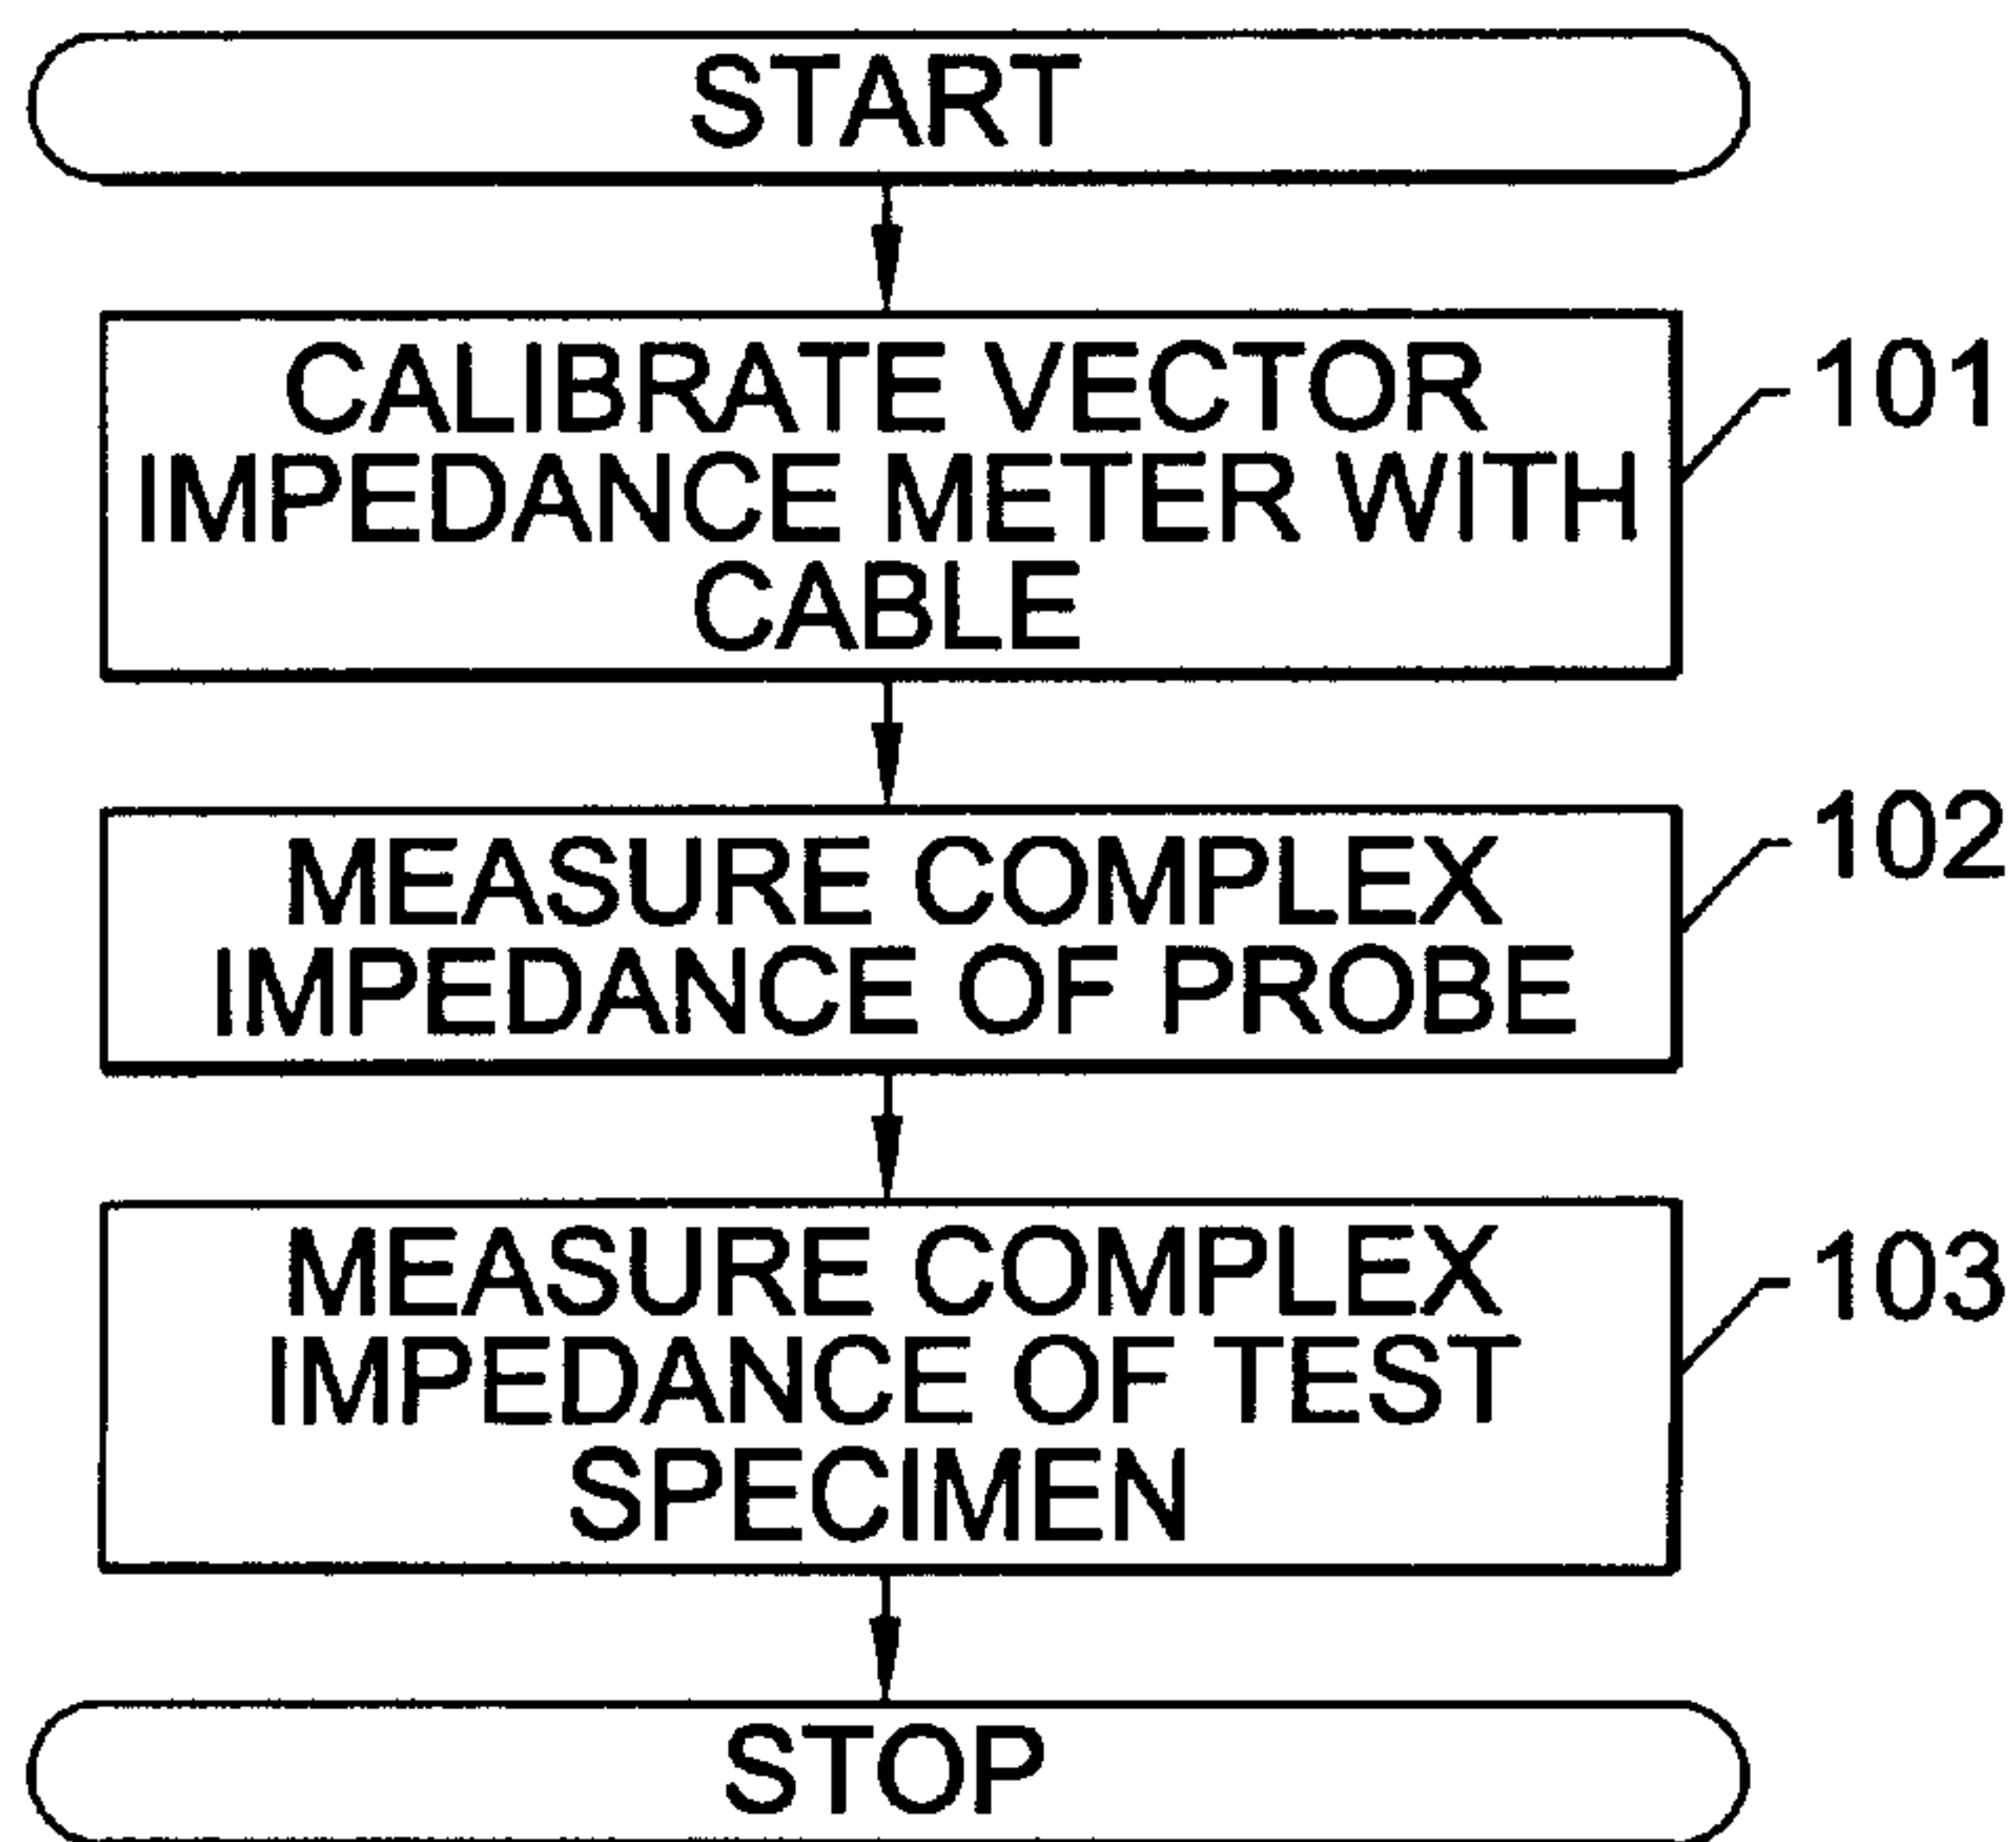 START
CALIBRATE VECTOR
IMPEDANCE METER WITH
CABLE
101
MEASURE COMPLEX
IMPEDANCE OF PROBE
102
MEASURE COMPLEX
IMPEDANCE OF TEST
SPECIMEN
103
STOP